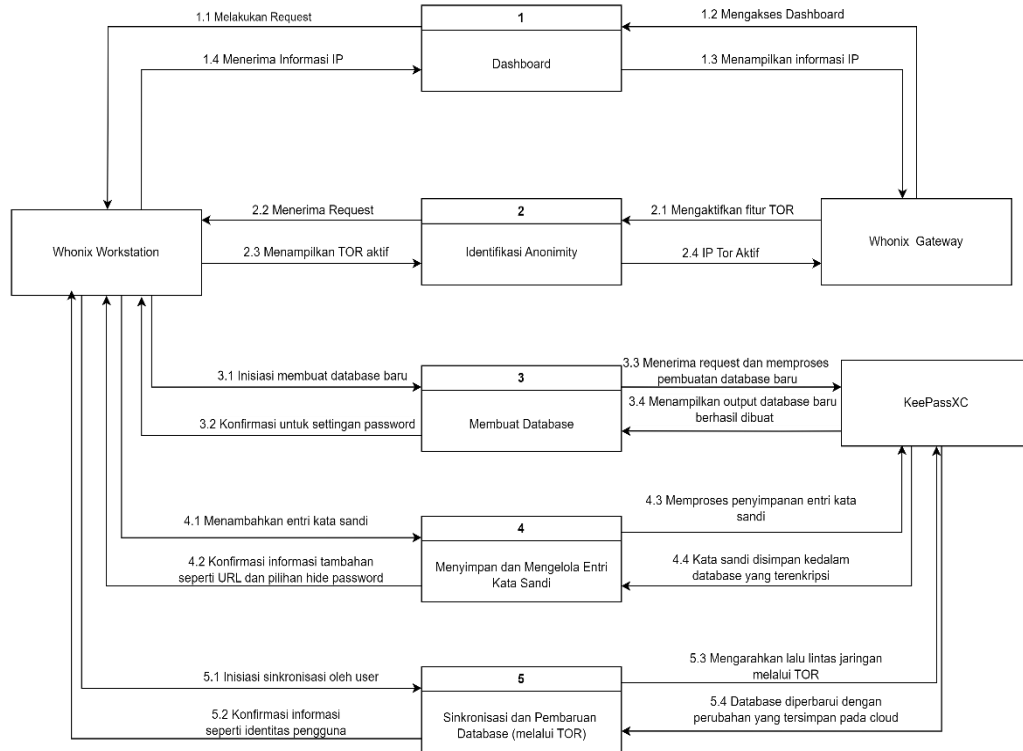 1.1 Melakukan Request
1
1.2 Mengakses Dashboard
1.4 Menerima Informasi IP
Dashboard
1.3 Menampilkan informasi IP
2.2 Menerima Request
2
2.1 Mengaktifkan fitur TOR
Whonix Workstation
2.3 Menampilkan TOR aktif
Identifikasi Anonimity
2.4 IP Tor Aktif
Whonix Gateway
3.1 Inisiasi membuat database baru
3
3.3 Menerima request dan memproses
pembuatan database baru
3.2 Konfirmasi untuk settingan password
Membuat Database
3.4 Menampilkan output database baru
berhasil dibuat
KeePassXC
4.1 Menambahkan entri kata sandi
4
4.3 Memproses penyimpanan entri kata
sandi
4.2 Konfirmasi informasi tambahan
seperti URL dan pilihan hide password
Menyimpan dan Mengelola Entri
Kata Sandi
4.4 Kata sandi disimpan kedalam
database yang terenkripsi
5.1 Inisiasi sinkronisasi oleh user
5
5.3 Mengarahkan lalu lintas jaringan
melalui TOR
5.2 Konfirmasi informasi
seperti identitas pengguna
Sinkronisasi dan Pembaruan
Database (melalui TOR)
5.4 Database diperbarui dengan
perubahan yang tersimpan pada cloud